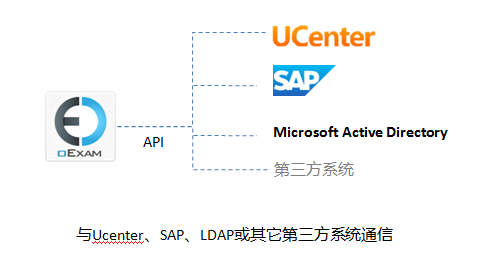 UCenter
SAP
Microsoft Active Directory
第三方系统
oExam
API
与Ucenter、SAP、LDAP或其它第三方系统通信